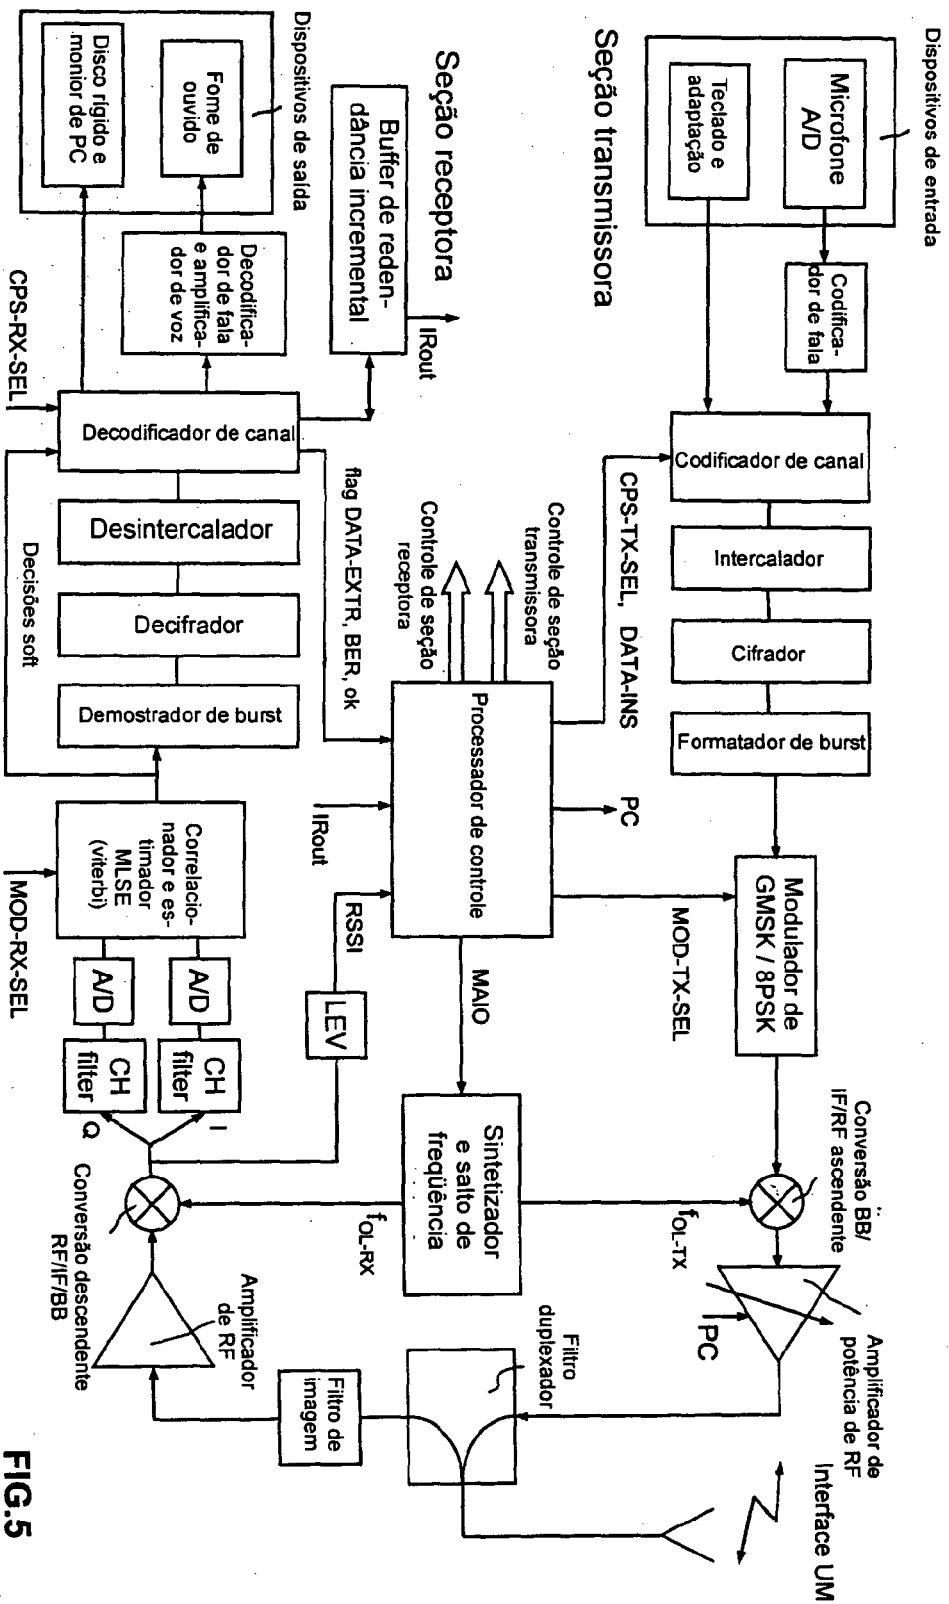 Dispositivos de entrada
Microfone
A/D
Teclado e
adaptação
Codifica-
dor de fala
Seção transmissora
Codificador de canal
Intercalador
Cifrador
Formatador de burst
Modulador de
GMSK / 8PSK
Conversão BB/
IF/RF ascendente
Amplificador de
potência de RF
PC
Interface UM
CPS-TX-SEL, DATA-INS
PC
MOD-TX-SEL
fOL-TX
Controle de seção
transmissora
Controle de seção
receptora
Processador de controle
MAIO
Sintetizador
e salto de
freqüência
Filtro
duplexador
flag DATA-EXTR, BER, ok
IRout
RSSI
LEV
fOL-RX
Filtro de
imagem
Seção receptora
Buffer de reden-
dância incremental
IRout
Dispositivos de saída
Fome de
ouvido
Disco rígido e
monior de PC
Decodifica-
dor de fala
e amplifica-
dor de voz
Decodificador de canal
Desintercalador
Decifrador
Demostrador de burst
Correlacio-
nador e es-
timador
MLSE
(viterbi)
A/D
A/D
CH
filter
CH
filter
I
Q
Amplificador
de RF
Conversão descendente
RF/IF/BB
CPS-RX-SEL
Decisões soft
MOD-RX-SEL
FIG.5